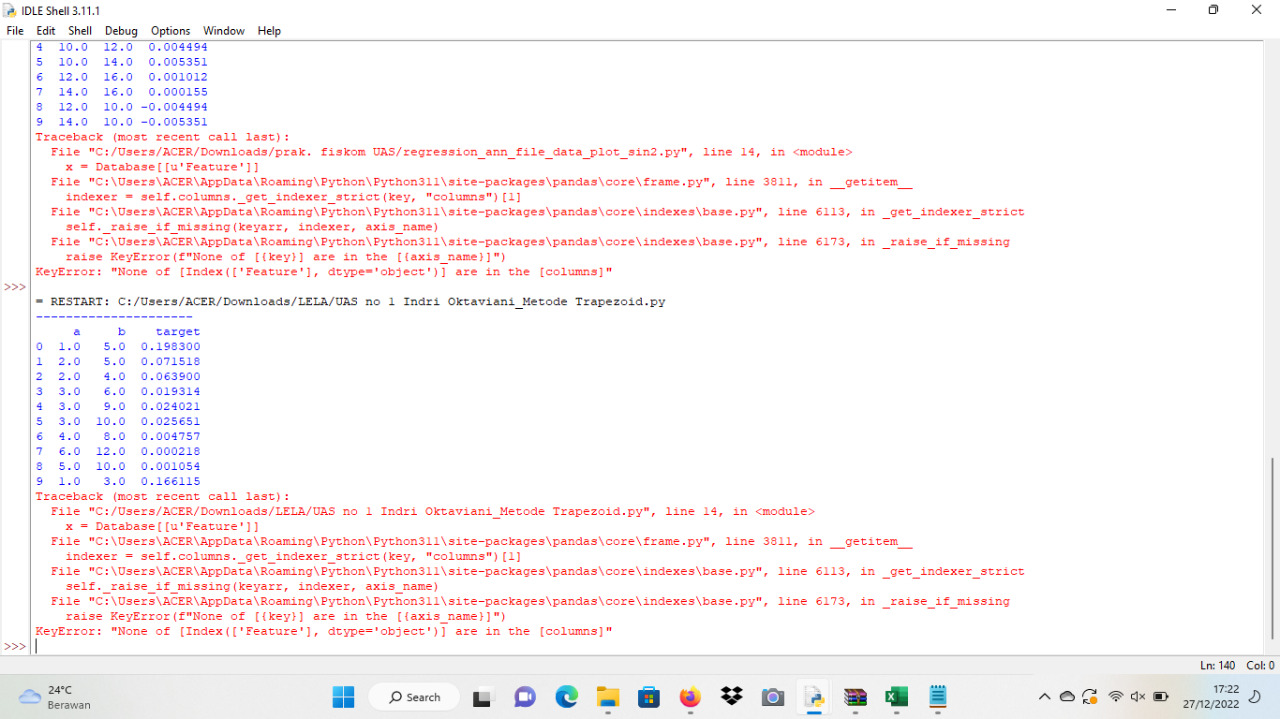 IDLE Shell 3.11.1
File Edit Shell Debug Options Window Help
4 10.0 12.0 0.004494
5 10.0 14.0 0.005351
6 12.0 16.0 0.001012
7 14.0 16.0 0.000155
8 12.0 10.0 -0.004494
9 14.0 10.0 -0.005351
Traceback (most recent call last):
File "C:/Users/ACER/Downloads/prak. fiskom UAS/regression_ann_file_data_plot_sin2.py", line 14, in <module>
x = Database[[u'Feature']]
File "C:\Users\ACER\AppData\Roaming\Python\Python311\site-packages\pandas\core\frame.py", line 3811, in __getitem__
indexer = self.columns._get_indexer_strict(key, "columns")[1]
File "C:\Users\ACER\AppData\Roaming\Python\Python311\site-packages\pandas\core\indexes\base.py", line 6113, in _get_indexer_strict
self._raise_if_missing(keyarr, indexer, axis_name)
File "C:\Users\ACER\AppData\Roaming\Python\Python311\site-packages\pandas\core\indexes\base.py", line 6173, in _raise_if_missing
raise KeyError(f"None of [{key}] are in the [{axis_name}]")
KeyError: "None of [Index(['Feature'], dtype='object')] are in the [columns]"
>>>
= RESTART: C:/Users/ACER/Downloads/LELA/UAS no 1 Indri Oktaviani_Metode Trapezoid.py
---------------------
a b target
0 1.0 5.0 0.198300
1 2.0 5.0 0.071518
2 2.0 4.0 0.063900
3 3.0 6.0 0.019314
4 3.0 9.0 0.024021
5 3.0 10.0 0.025651
6 4.0 8.0 0.004757
7 6.0 12.0 0.000218
8 5.0 10.0 0.001054
9 1.0 3.0 0.166115
Traceback (most recent call last):
File "C:/Users/ACER/Downloads/LELA/UAS no 1 Indri Oktaviani_Metode Trapezoid.py", line 14, in <module>
x = Database[[u'Feature']]
File "C:\Users\ACER\AppData\Roaming\Python\Python311\site-packages\pandas\core\frame.py", line 3811, in __getitem__
indexer = self.columns._get_indexer_strict(key, "columns")[1]
File "C:\Users\ACER\AppData\Roaming\Python\Python311\site-packages\pandas\core\indexes\base.py", line 6113, in _get_indexer_strict
self._raise_if_missing(keyarr, indexer, axis_name)
File "C:\Users\ACER\AppData\Roaming\Python\Python311\site-packages\pandas\core\indexes\base.py", line 6173, in _raise_if_missing
raise KeyError(f"None of [{key}] are in the [{axis_name}]")
KeyError: "None of [Index(['Feature'], dtype='object')] are in the [columns]"
>>>
Ln: 140 Col: 0
24°C
Berawan
Search
17:22
27/12/2022